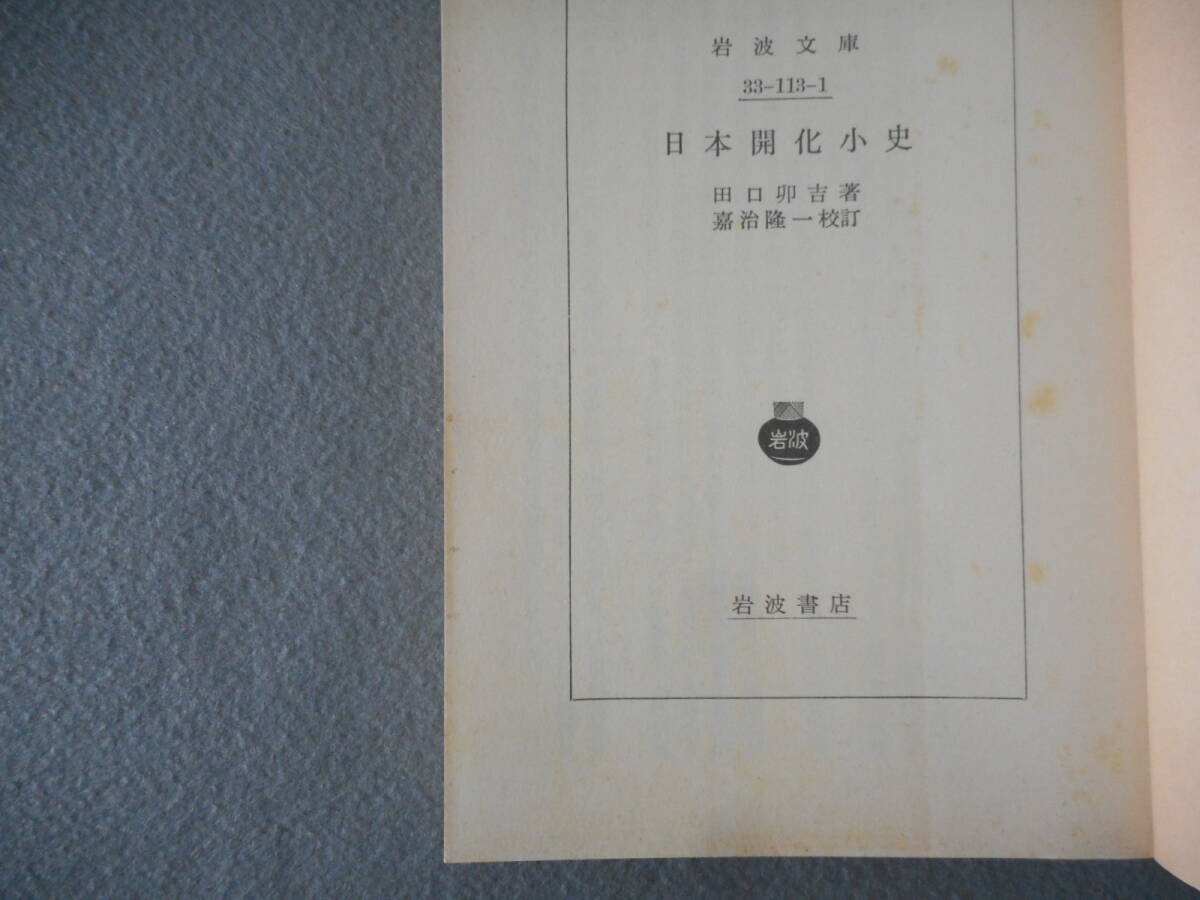 岩波文庫
33-113-1
日本開化小史
田口卯吉著
嘉治隆一校訂
岩波
岩波書店